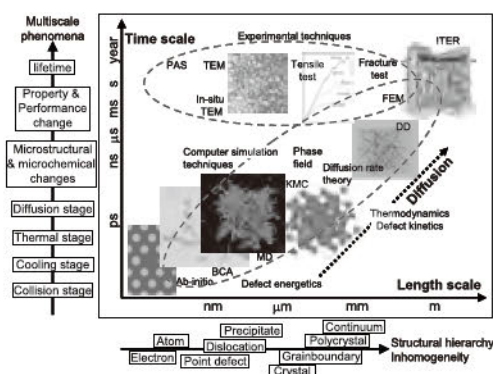 Multiscale
phenomena
lifetime
Property &
Performance
change
Microstructural
& microchemical
changes
Diffusion stage
Thermal stage
Cooling stage
Collision stage
Time scale
year
s
ms
μs
ns
ps
Experimental techniques
ITER
PAS
TEM
Tensile
test
Fracture
test
In-situ
TEM
FEM
DD
Computer simulation
techniques
Phase
field
Diffusion rate
theory
KMC
Diffusion
Thermodynamics
Defect kinetics
BCA
MD
Ab-initio
Defect energetics
Length scale
nm
μm
mm
m
Precipitate
Continuum
Atom
Dislocation
Polycrystal
Electron
Point defect
Grainboundary
Crystal
Structural hierarchy
Inhomogeneity